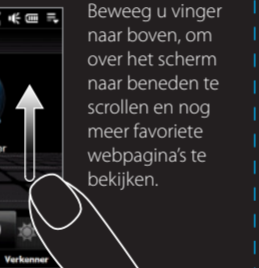 Beweeg u vinger
naar boven, om
over het scherm
naar beneden te
scrollen en nog
meer favoriete
webpagina's te
bekijken.
Verkenner